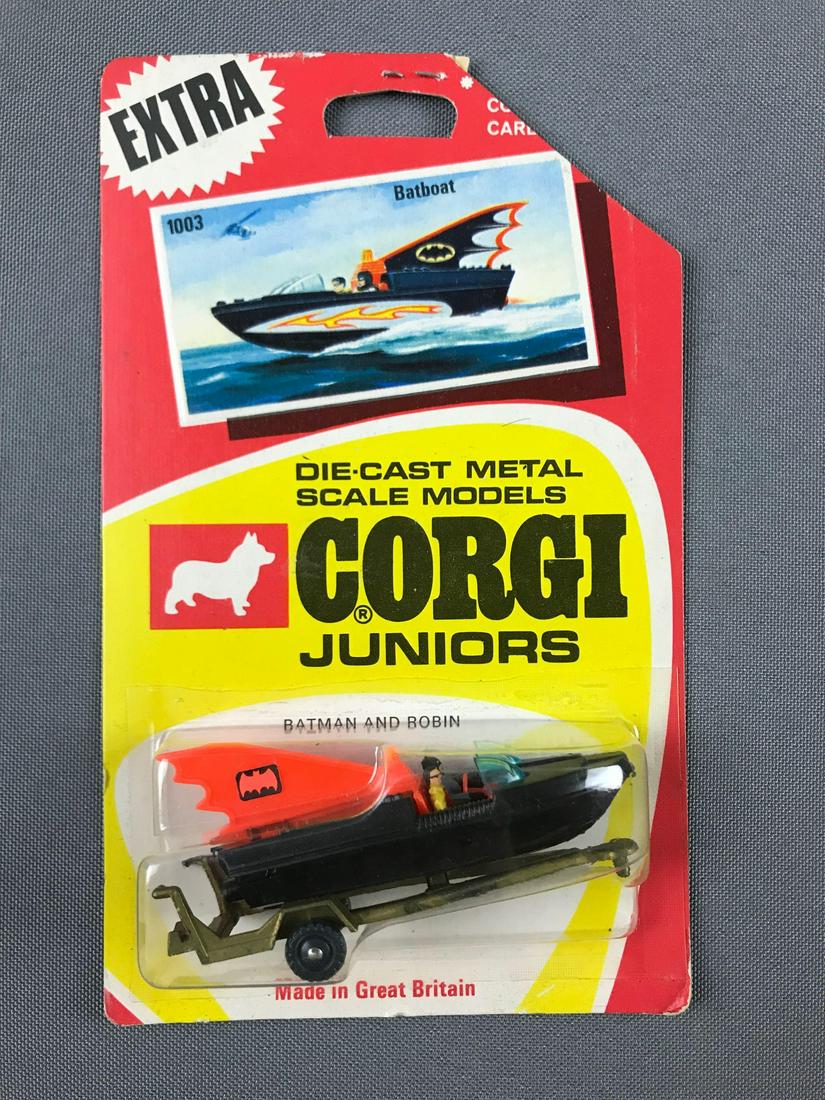 EXTRA
1003
Batboat
DIE-CAST METAL
SCALE MODELS
CORGI
®
JUNIORS
BATMAN AND ROBIN
Made in Great Britain